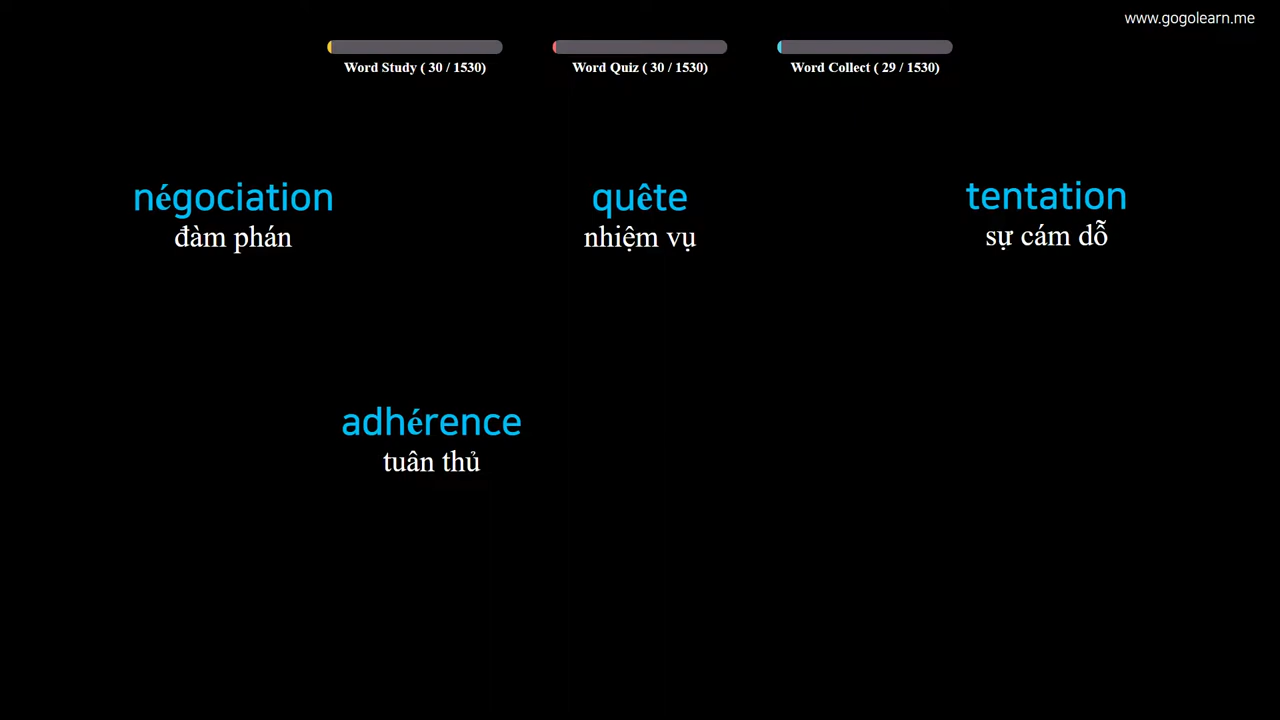 www.gogolearn.me
Word Study ( 30 / 1530)
Word Quiz ( 30 / 1530)
Word Collect ( 29 / 1530)
négociation
đàm phán
quête
nhiệm vụ
tentation
sự cám dỗ
adhérence
tuân thủ